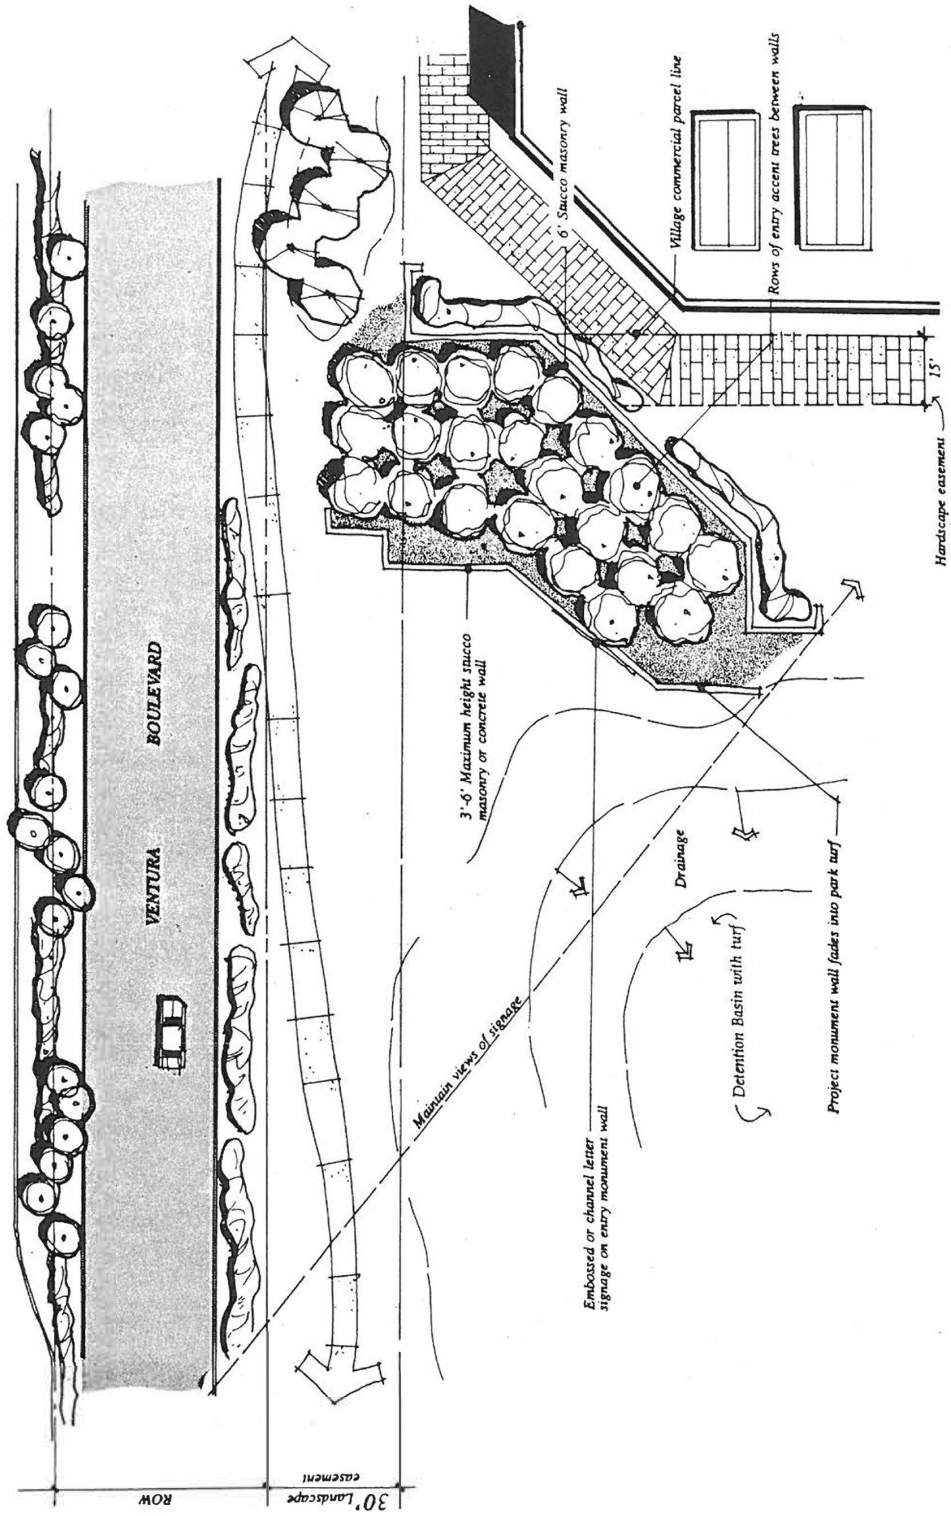 VENTURA BOULEVARD
ROW
30' Landscape
easement
6' Stucco masonry wall
Village commercial parcel line
Rows of entry accent trees between walls
15'
Hardscape easement
3'-6' Maximum height stucco
masonry or concrete wall
Maintain views of signage
Embossed or channel letter
signage on entry monument wall
Drainage
Detention Basin with turf
Project monument wall fades into park turf